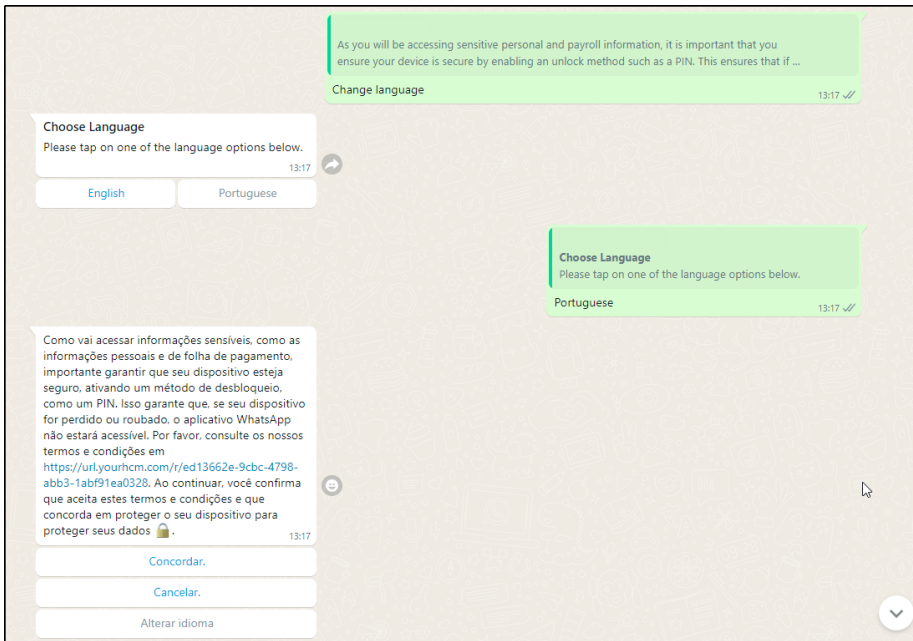 As you will be accessing sensitive personal and payroll information, it is important that you
ensure your device is secure by enabling an unlock method such as a PIN. This ensures that if ...
Change language
13:17
Choose Language
Please tap on one of the language options below.
13:17
English
Portuguese
Choose Language
Please tap on one of the language options below.
Portuguese
13:17
Como vai acessar informações sensíveis, como as
informações pessoais e de folha de pagamento,
importante garantir que seu dispositivo esteja
seguro, ativando um método de desbloqueio,
como um PIN. Isso garante que, se seu dispositivo
for perdido ou roubado, o aplicativo WhatsApp
não estará acessível. Por favor, consulte os nossos
termos e condições em
https://url.yourhcm.com/r/ed13662e-9cbc-4798-
abb3-1abf91ea0328. Ao continuar, você confirma
que aceita estes termos e condições e que
concorda em proteger o seu dispositivo para
proteger seus dados 🔒.
13:17
Concordar.
Cancelar.
Alterar idioma